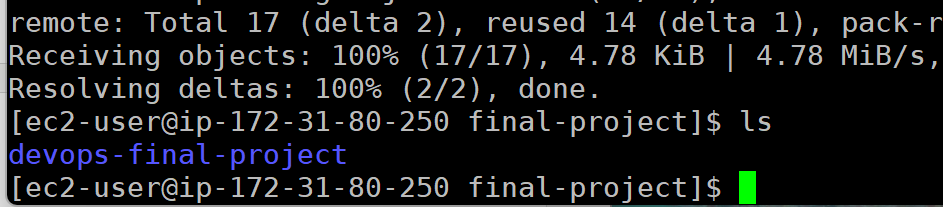 remote: Total 17 (delta 2), reused 14 (delta 1), pack-r
Receiving objects: 100% (17/17), 4.78 KiB | 4.78 MiB/s,
Resolving deltas: 100% (2/2), done.
[ec2-user@ip-172-31-80-250 final-project]$ ls
devops-final-project
[ec2-user@ip-172-31-80-250 final-project]$